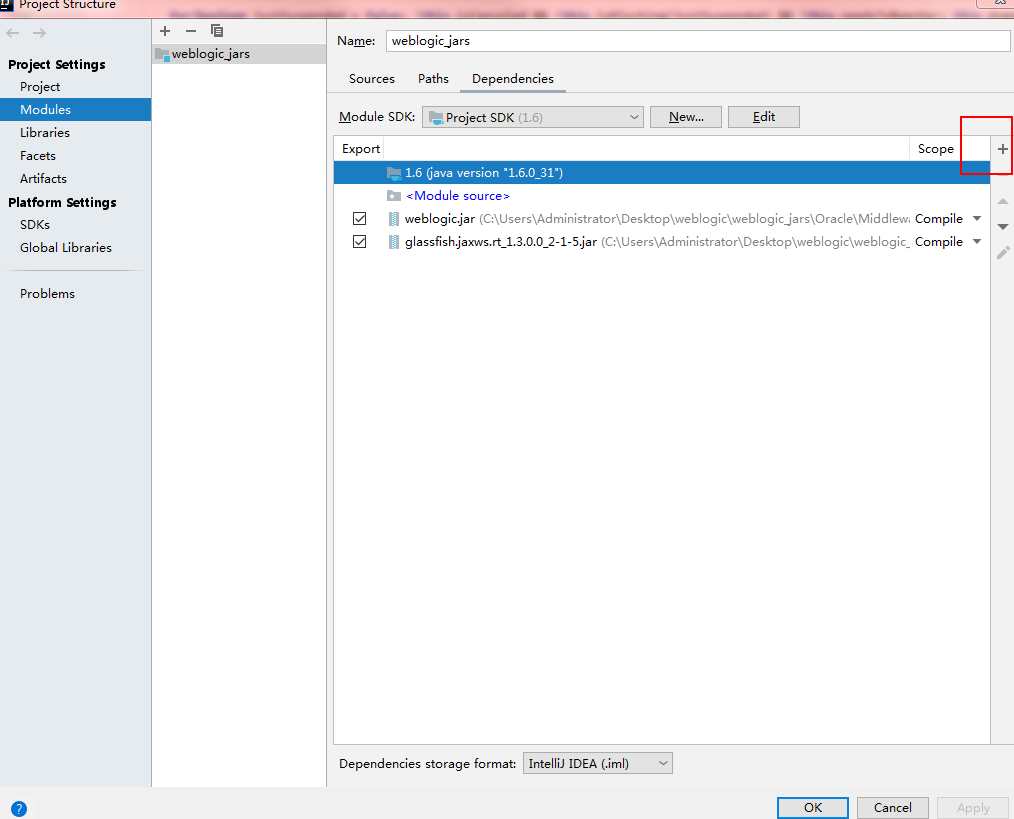 Project Structure
Project Settings
Project
Modules
Libraries
Facets
Artifacts
Platform Settings
SDKs
Global Libraries
Problems
weblogic_jars
Name: weblogic_jars
Sources Paths Dependencies
Module SDK: Project SDK (1.6) New... Edit
Export Scope
1.6 (java version "1.6.0_31")
<Module source>
weblogic.jar (C:\Users\Administrator\Desktop\weblogic\weblogic_jars\Oracle\Middlewa Compile
glassfish.jaxws.rt_1.3.0.0_2-1-5.jar (C:\Users\Administrator\Desktop\weblogic\weblogic_ Compile
Dependencies storage format: IntelliJ IDEA (.iml)
? OK Cancel Apply